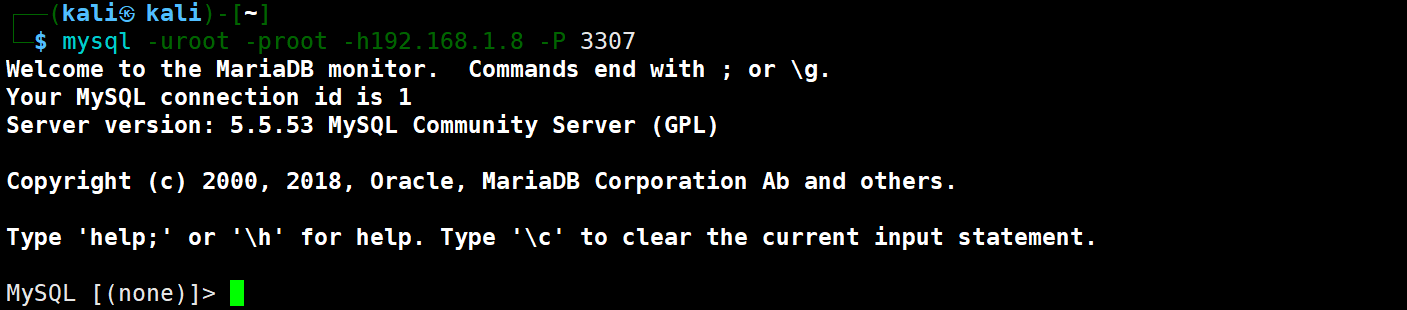 ┌──(kali㉿kali)-[~]
└─$ mysql -uroot -proot -h192.168.1.8 -P 3307
Welcome to the MariaDB monitor.  Commands end with ; or \g.
Your MySQL connection id is 1
Server version: 5.5.53 MySQL Community Server (GPL)
Copyright (c) 2000, 2018, Oracle, MariaDB Corporation Ab and others.
Type 'help;' or '\h' for help. Type '\c' to clear the current input statement.
MySQL [(none)]>